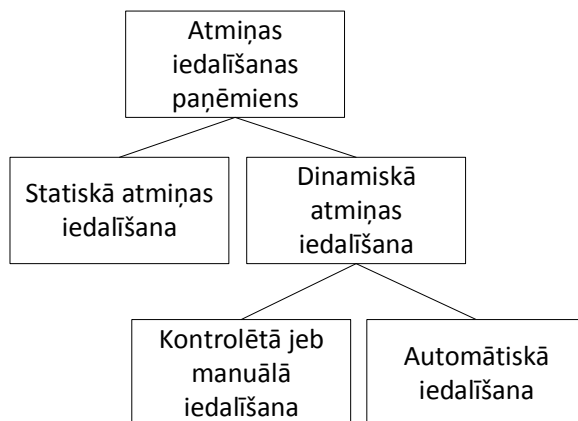 Atmiņas
iedalīšanas
paņēmiens
Statiskā atmiņas
iedalīšana
Dinamiskā
atmiņas
iedalīšana
Kontrolētā jeb
manuālā
iedalīšana
Automātiskā
iedalīšana